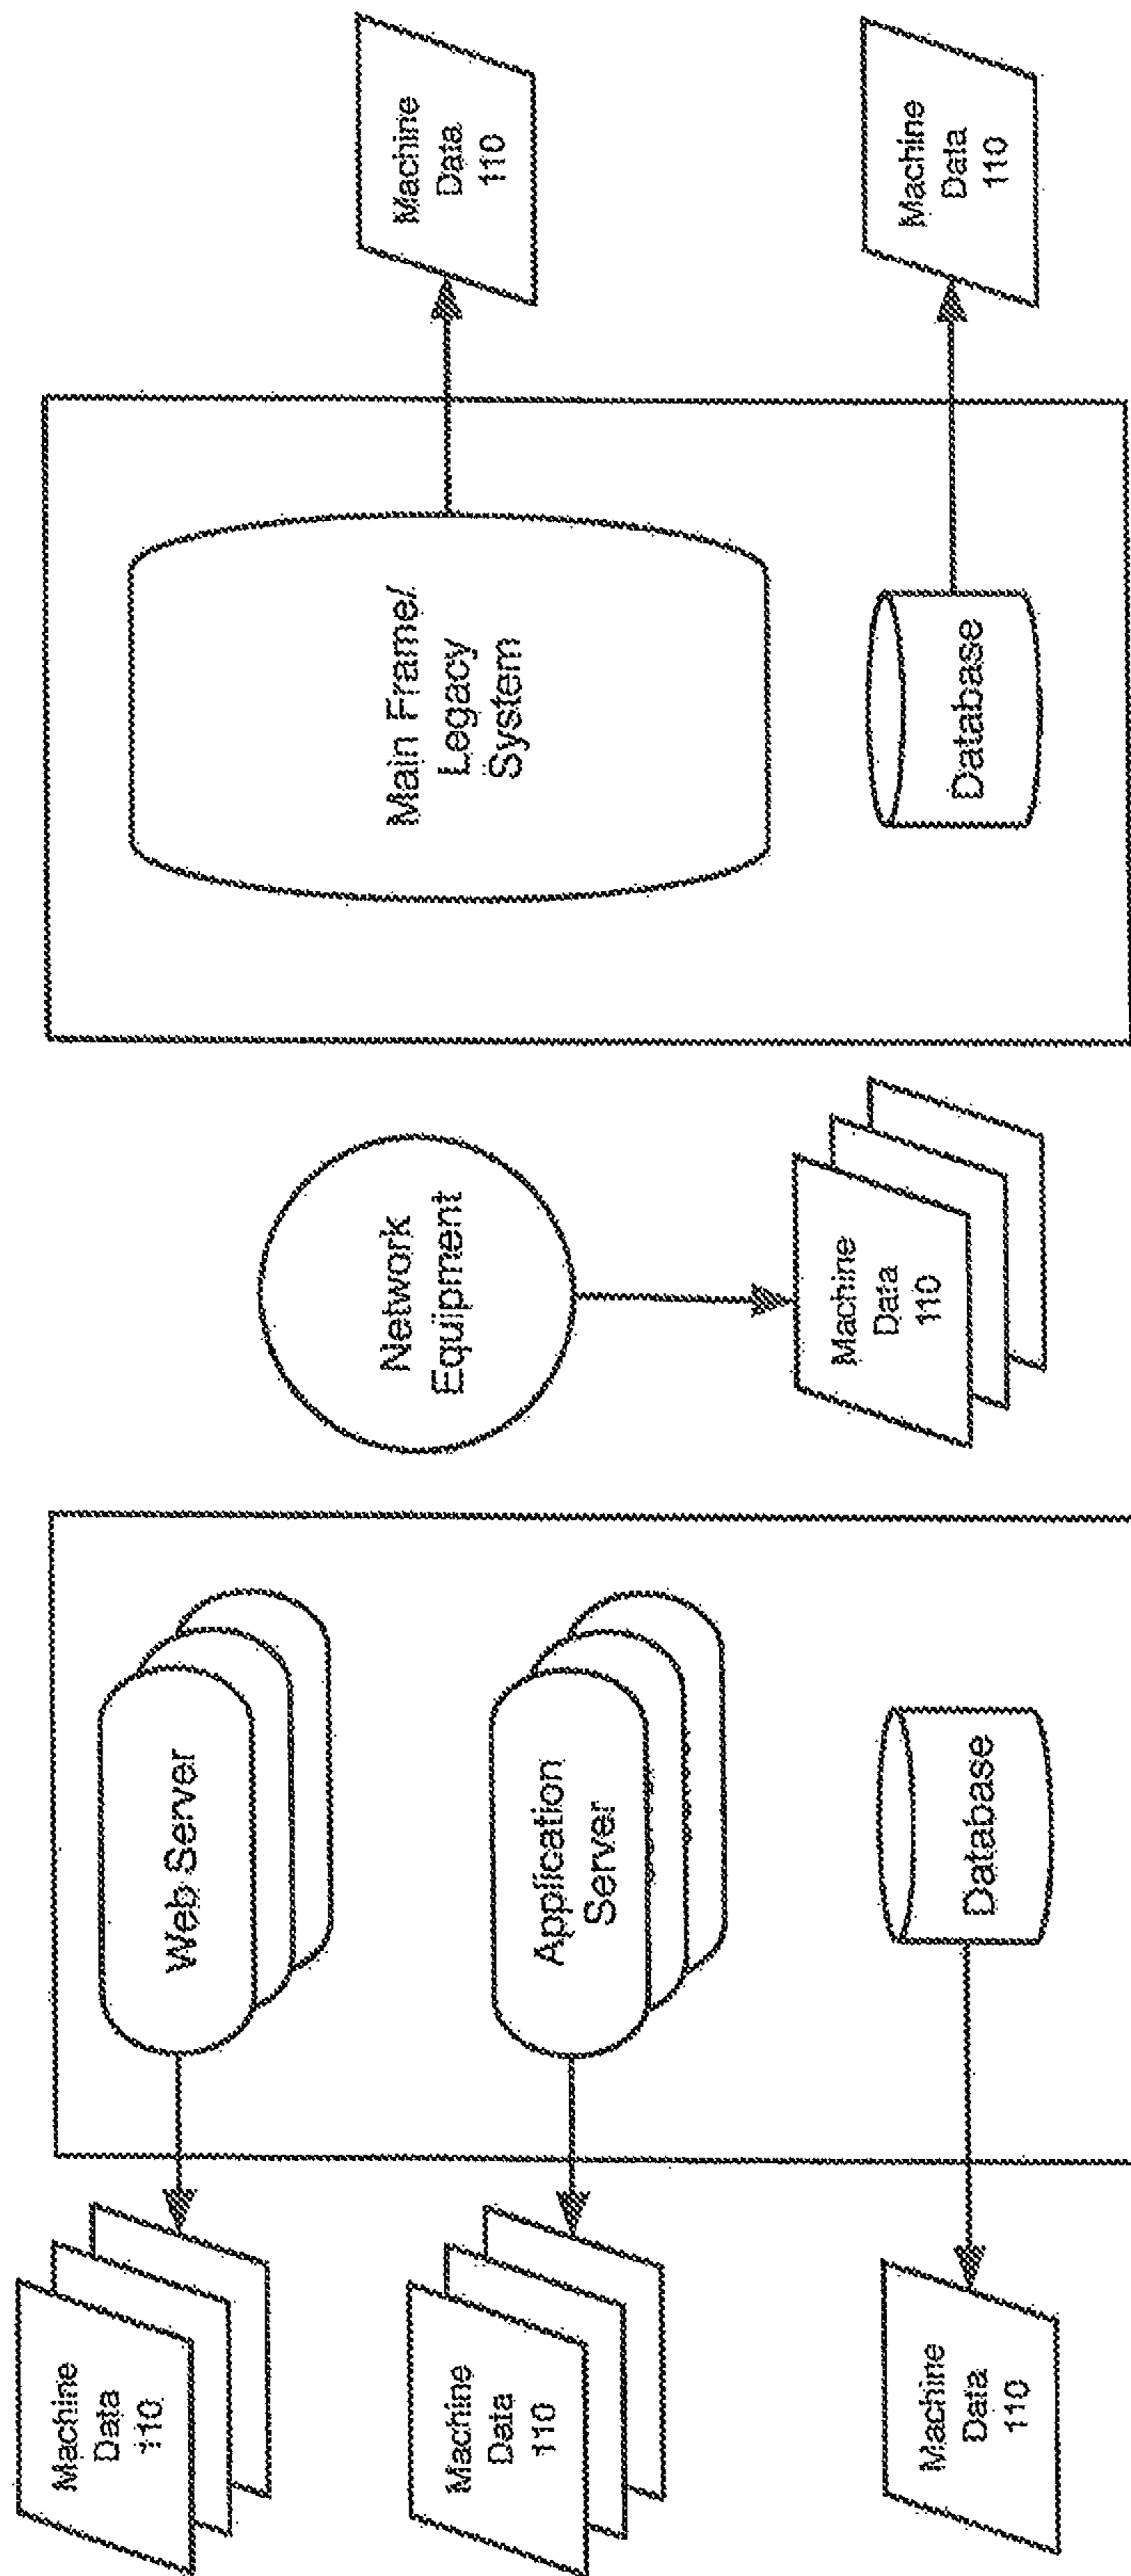 Machine
Data
110
Web Server
Machine
Data
110
Application
Server
Machine
Data
110
Database
Network
Equipment
Machine
Data
110
Main Frame/
Legacy
System
Machine
Data
110
Database
Machine
Data
110